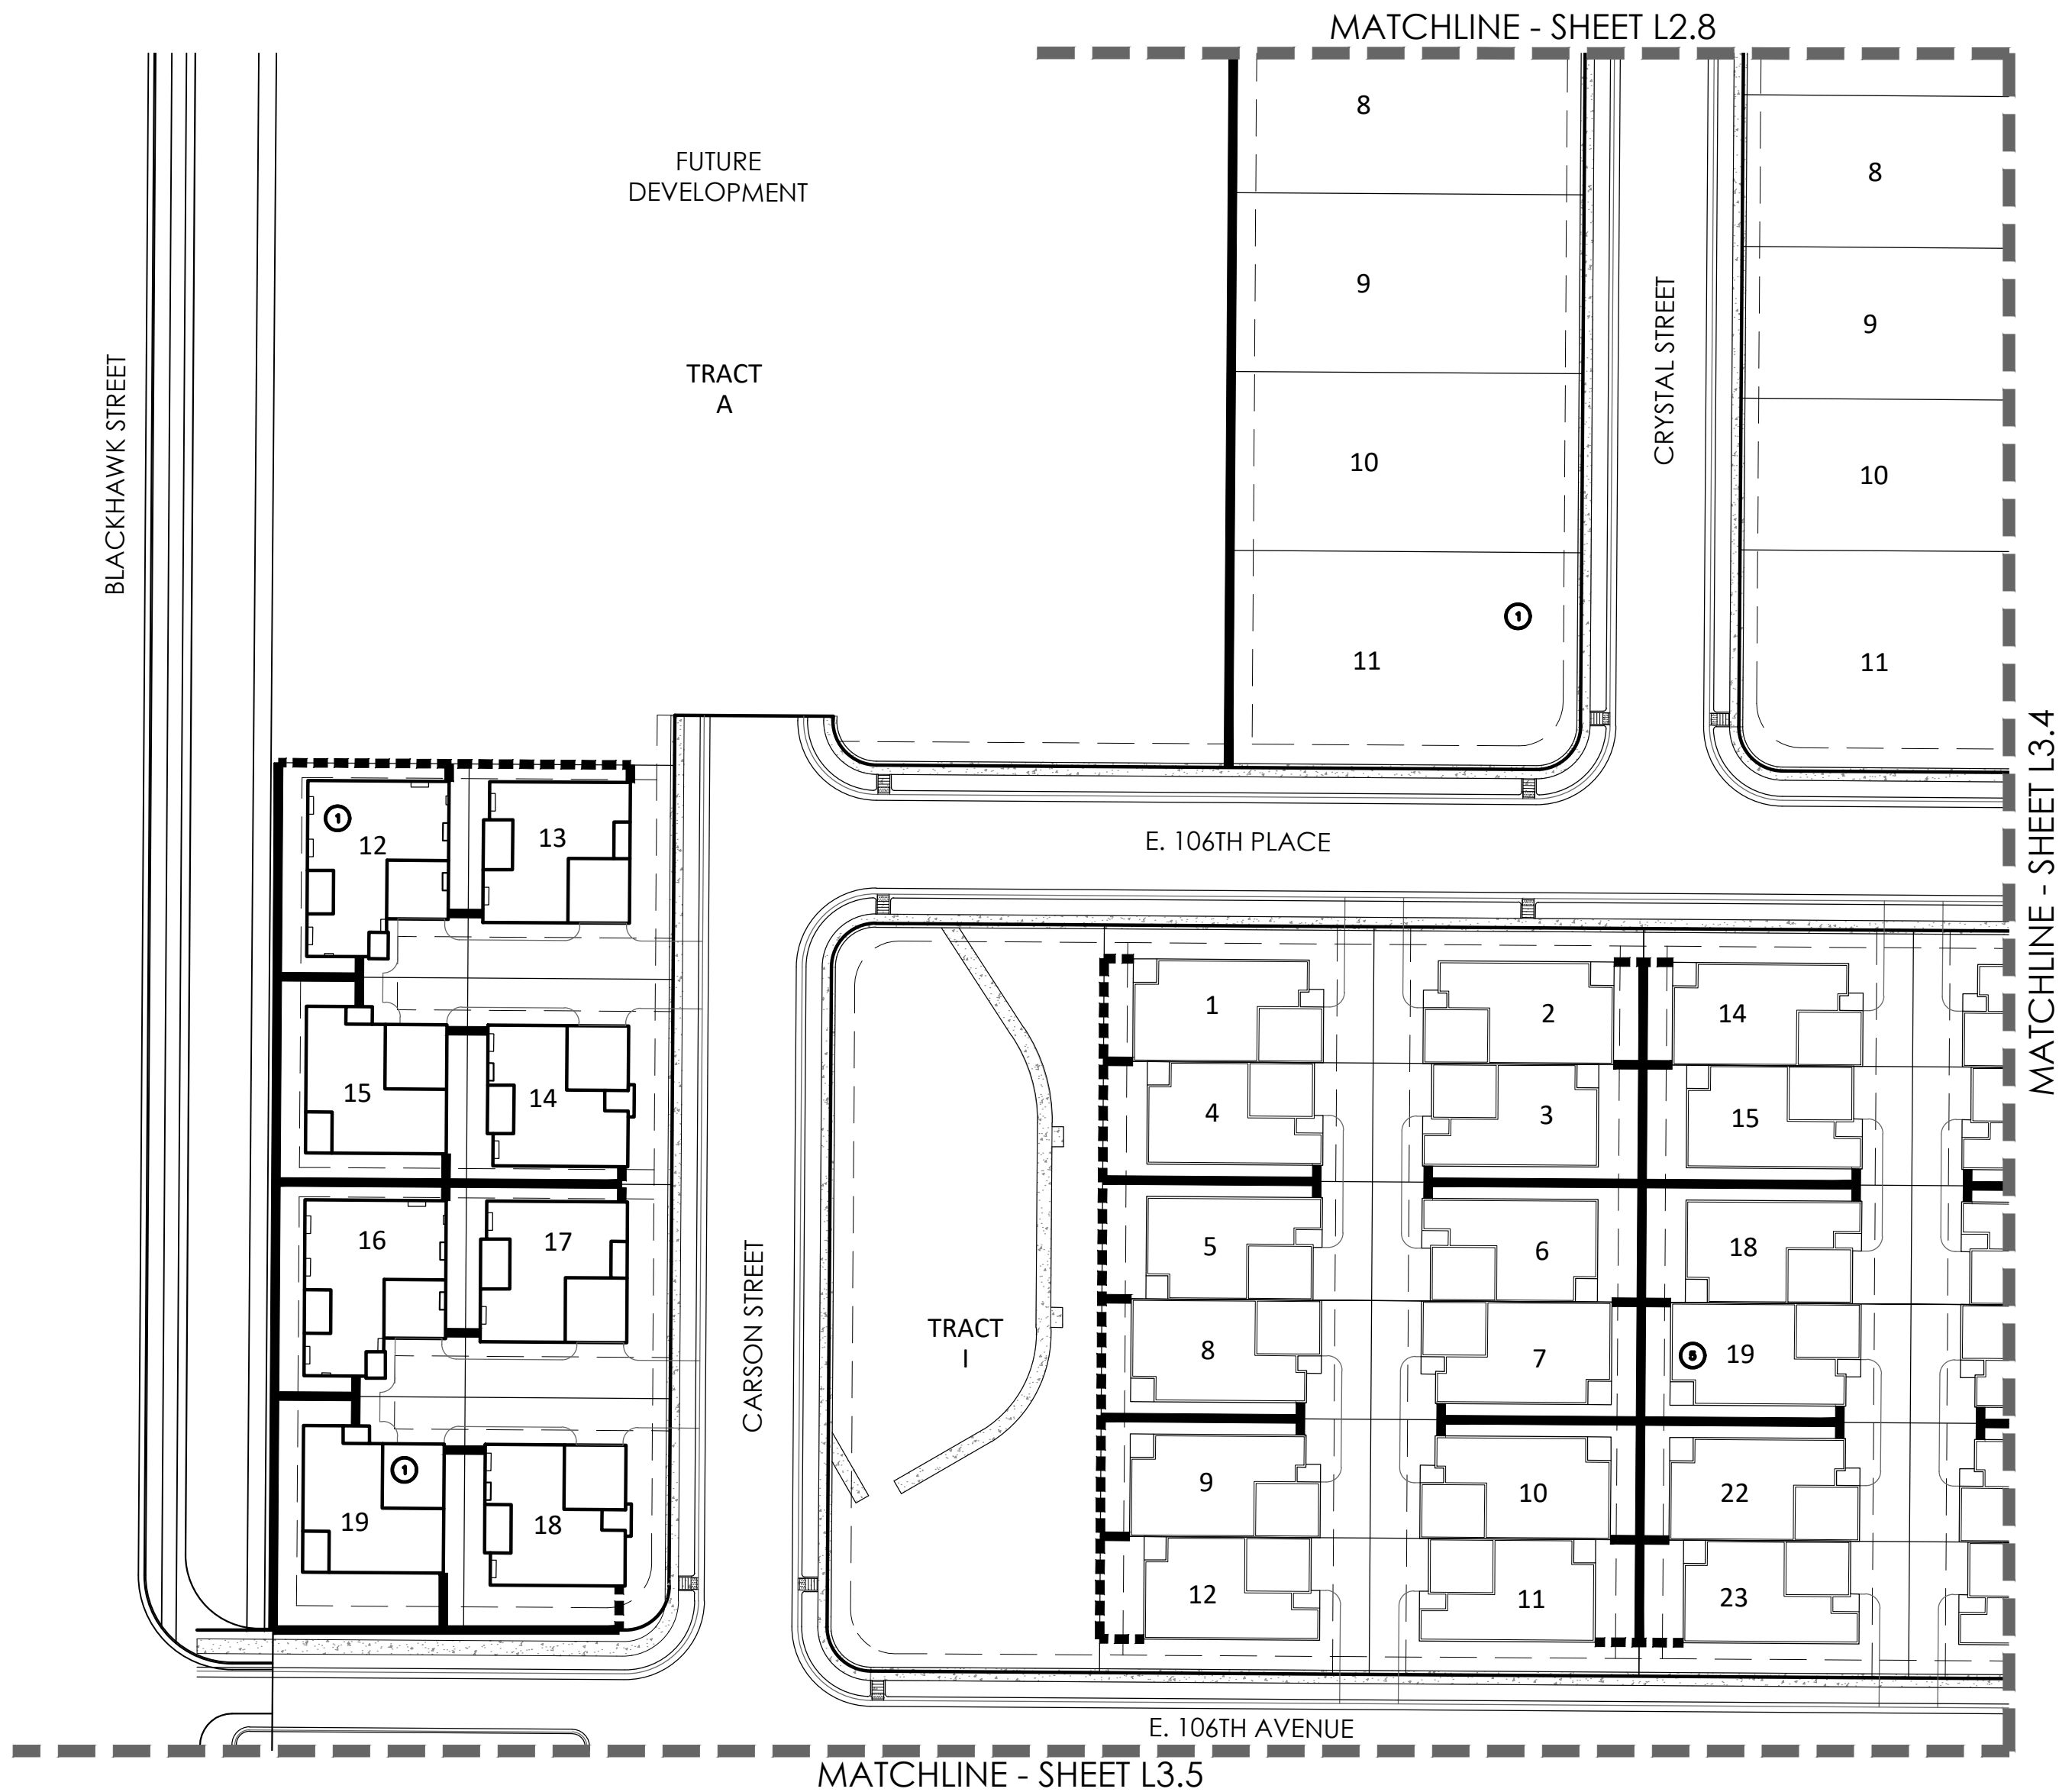 MATCHLINE - SHEET L2.8
8
FUTURE
DEVELOPMENT
8
9
9
CRYSTAL STREET
BLACKHAWK STREET
TRACT
A
10
10
1
11
11
MATCHLINE - SHEET L3.4
1
12
13
E. 106TH PLACE
1
2
14
15
14
4
3
15
16
17
5
6
18
CARSON STREET
TRACT
I
8
7
5
19
1
19
18
9
10
22
12
11
23
E. 106TH AVENUE
MATCHLINE - SHEET L3.5